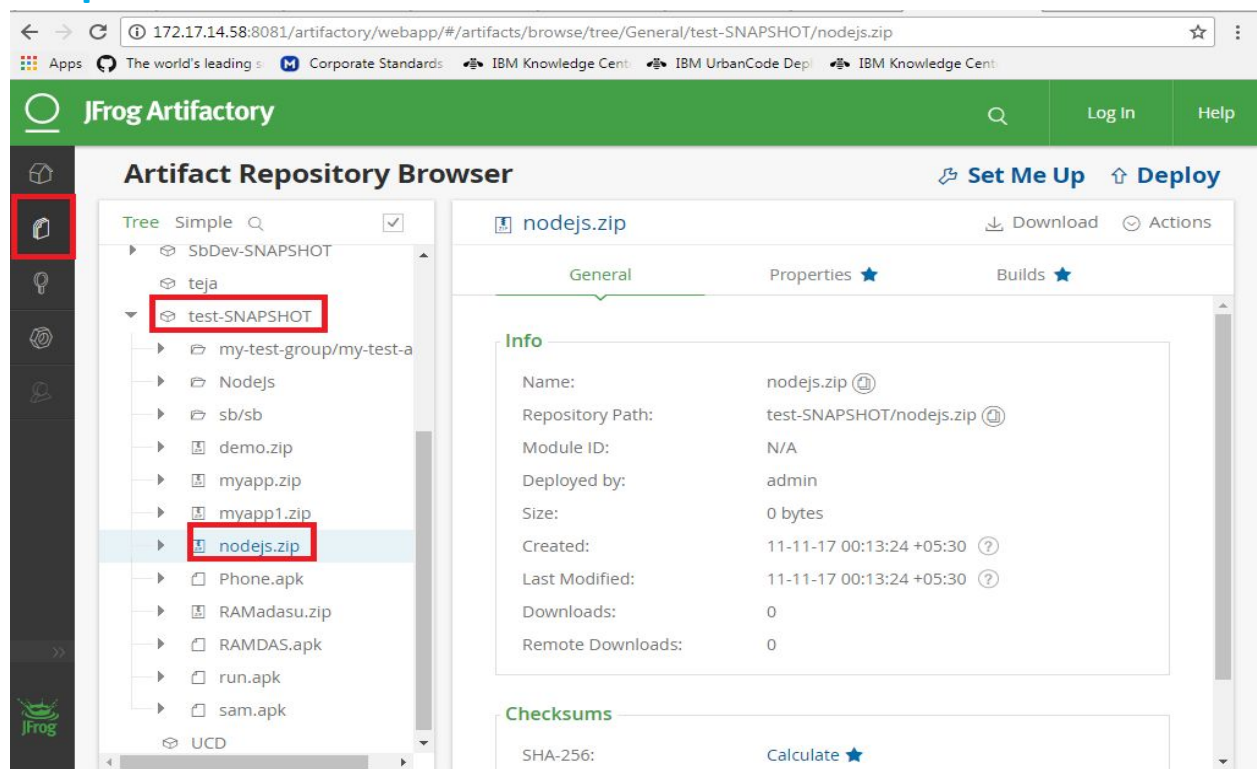 172.17.14.58:8081/artifactory/webapp/#/artifacts/browse/tree/General/test-SNAPSHOT/nodejs.zip
Apps The world's leading s Corporate Standards IBM Knowledge Cent IBM UrbanCode Depl IBM Knowledge Cent
JFrog Artifactory Log In Help
Artifact Repository Browser Set Me Up Deploy
Tree Simple
SbDev-SNAPSHOT
teja
test-SNAPSHOT
my-test-group/my-test-a
NodeJs
sb/sb
demo.zip
myapp.zip
myapp1.zip
nodejs.zip
Phone.apk
RAMadasu.zip
RAMDAS.apk
run.apk
sam.apk
UCD
nodejs.zip Download Actions
General Properties Builds
Info
Name: nodejs.zip
Repository Path: test-SNAPSHOT/nodejs.zip
Module ID: N/A
Deployed by: admin
Size: 0 bytes
Created: 11-11-17 00:13:24 +05:30 ?
Last Modified: 11-11-17 00:13:24 +05:30 ?
Downloads: 0
Remote Downloads: 0
Checksums
SHA-256: Calculate
JFrog